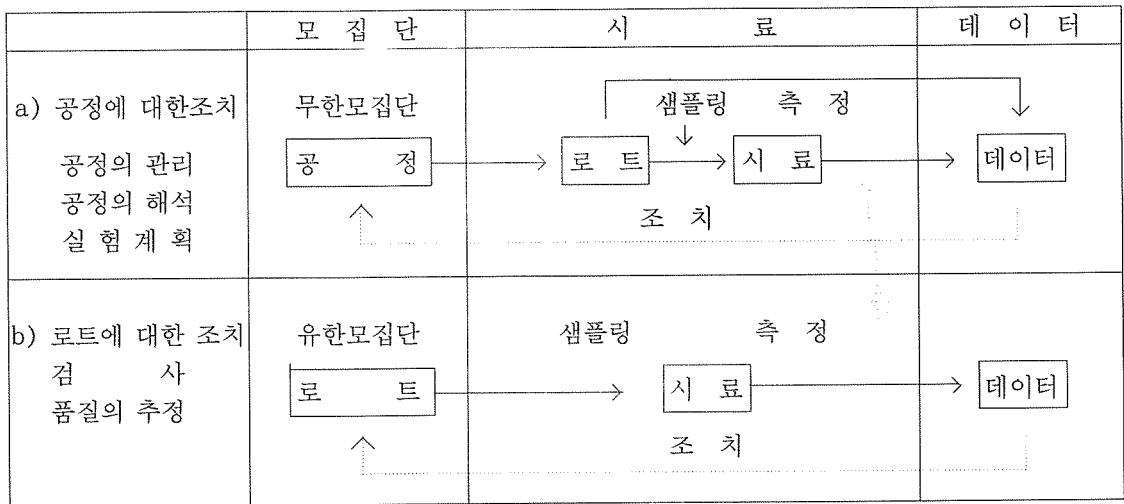 모 집 단 시 료 데 이 터
a) 공정에 대한조치 무한모집단 샘플링 측 정
공정의 관리 공 정 로 트 시 료 데이터
공정의 해석
조 치
실 험 계 획
b) 로트에 대한 조치 유한모집단 샘플링 측 정
검 사 로 트 시 료 데이터
품질의 추정
조 치